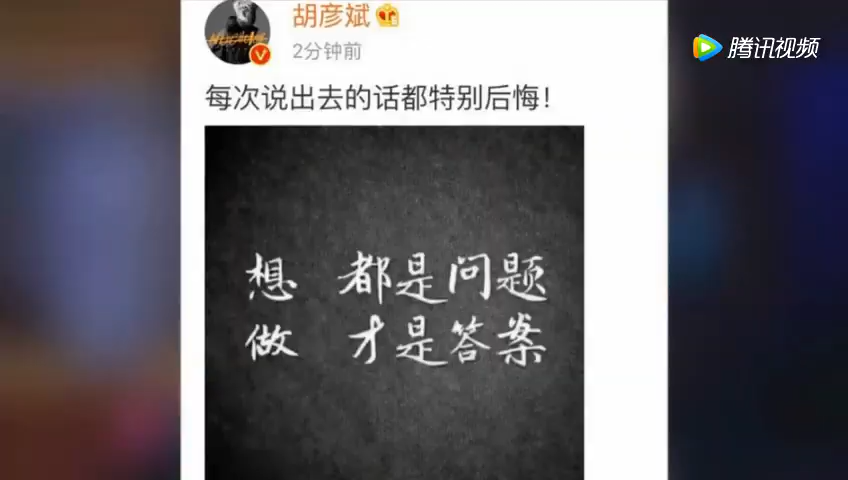 胡彦斌
2分钟前
腾讯视频
每次说出去的话都特别后悔！
想 都是问题
做 才是答案